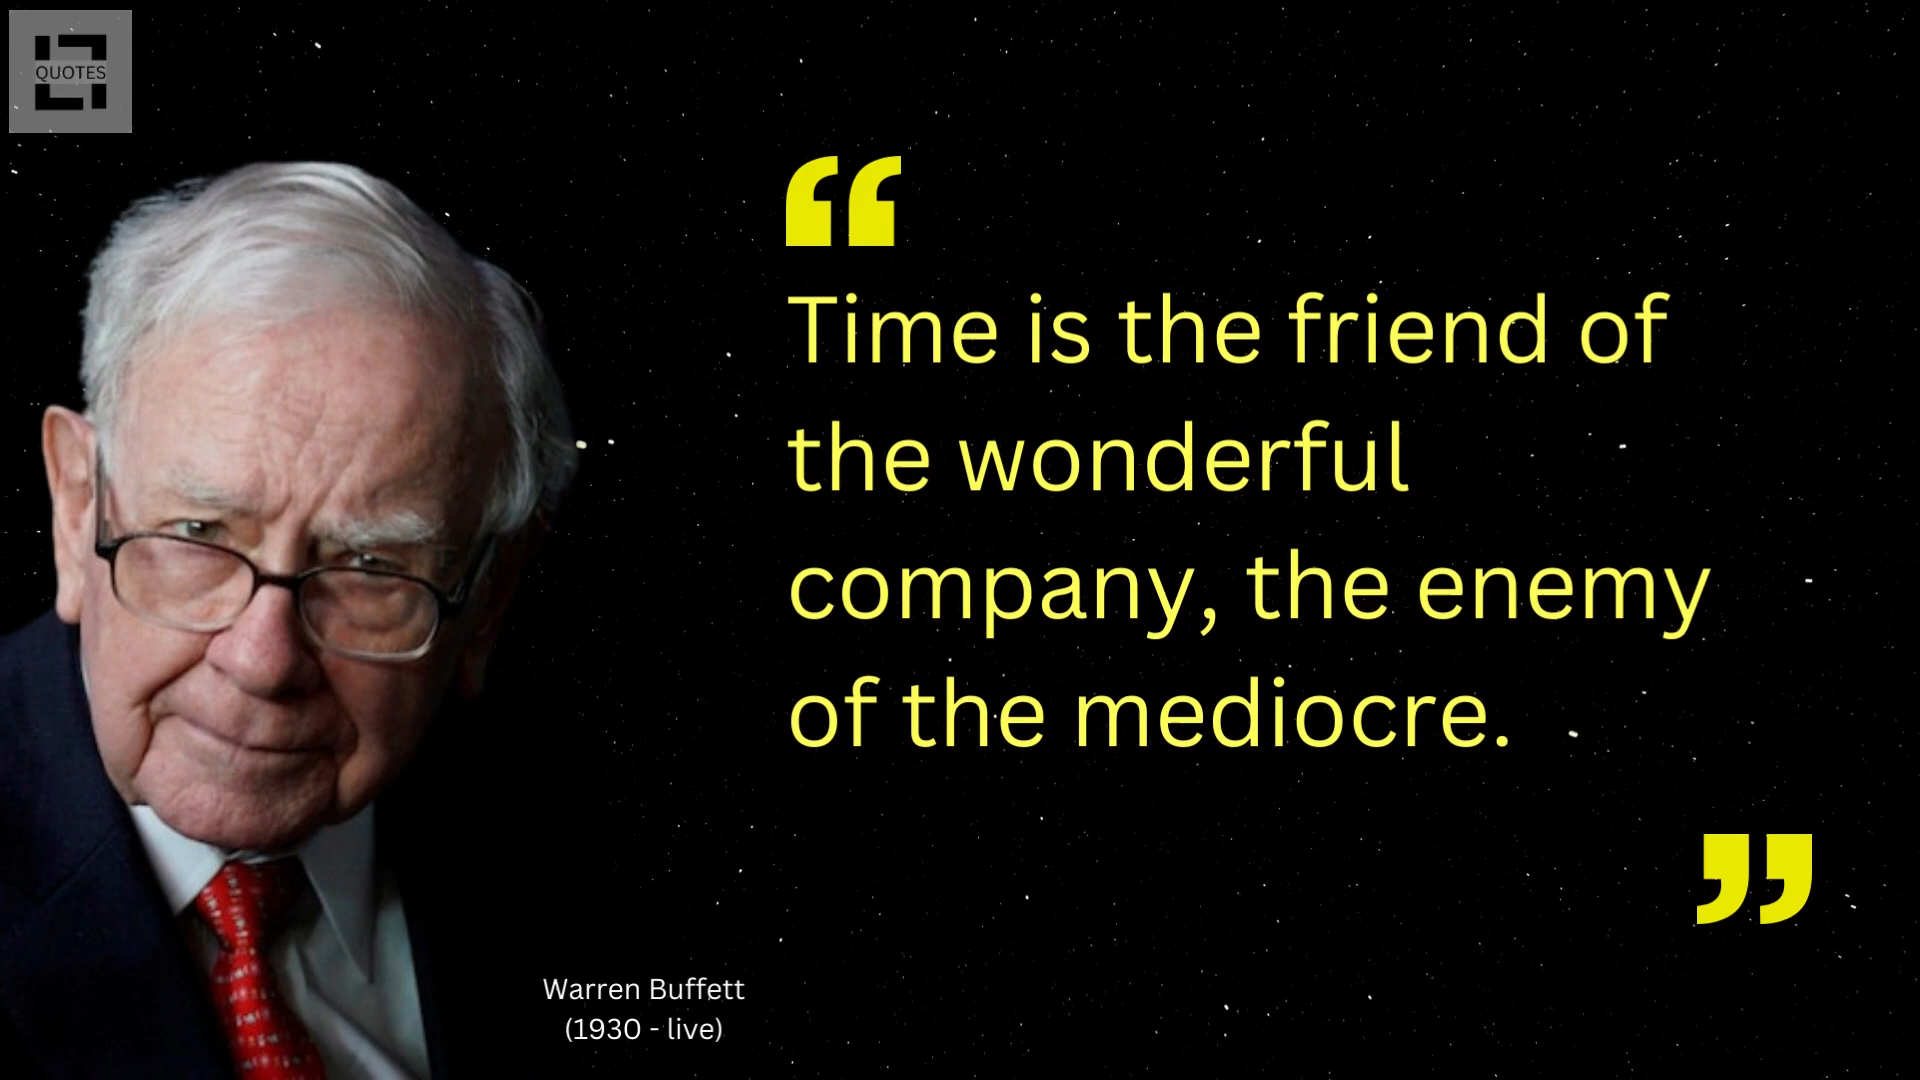 QUOTES
Time is the friend of
the wonderful
company, the enemy
of the mediocre.
Warren Buffett
(1930 - live)